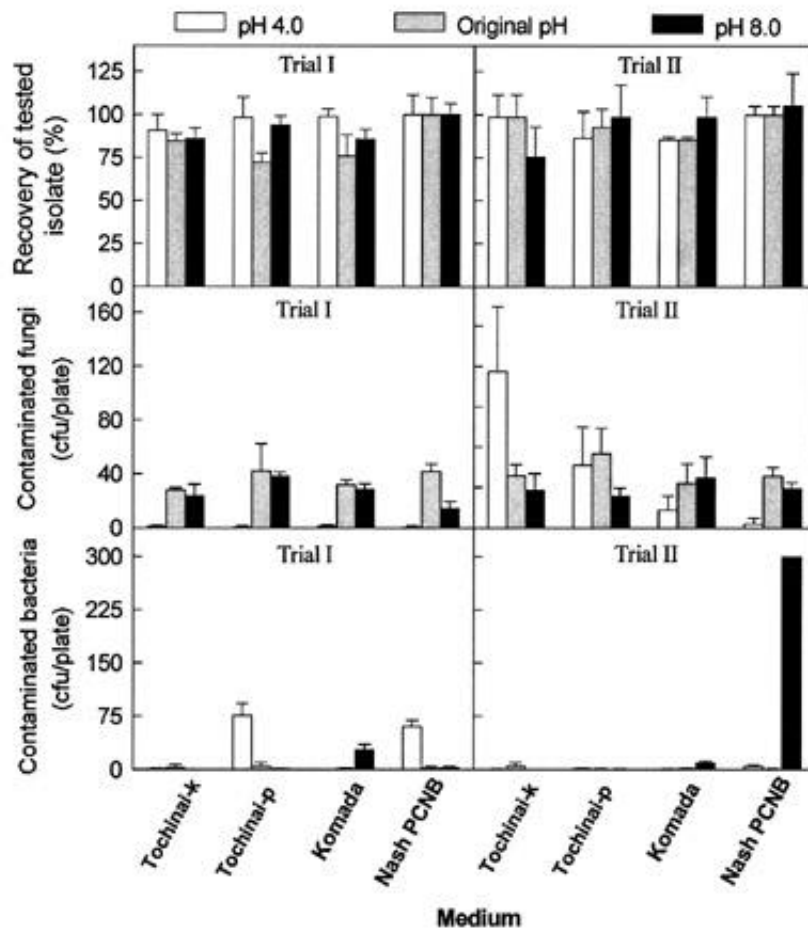 pH 4.0 Original pH pH 8.0
Trial I Trial II
125
100
75
50
25
0
Recovery of tested
isolate (%)
Trial I Trial II
160
120
80
40
0
Contaminated fungi
(cfu/plate)
Trial I Trial II
300
225
150
75
0
Contaminated bacteria
(cfu/plate)
Tochinai-k Tochinai-p Komada Nash PCNB Tochinai-k Tochinai-p Komada Nash PCNB
Medium